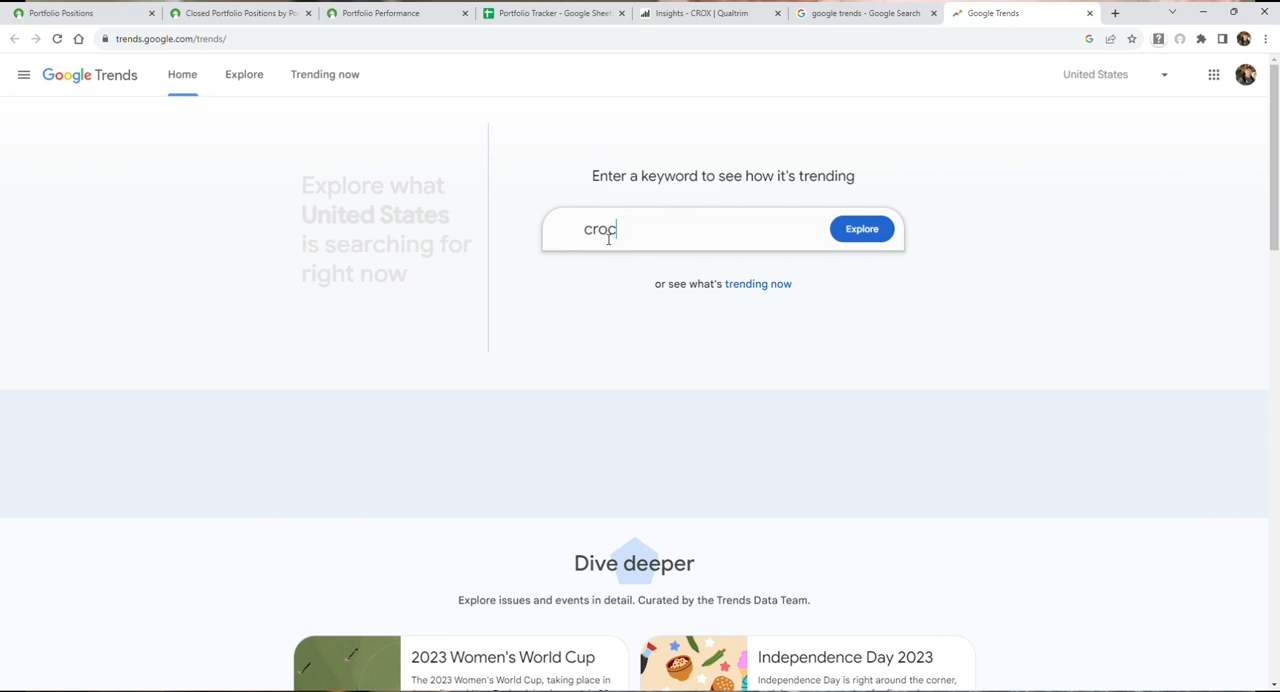 Portfolio Positions
Closed Portfolio Positions by Po
Portfolio Performance
Portfolio Tracker - Google Sheet
Insights - CROX | Qualtrim
google trends - Google Search
Google Trends
trends.google.com/trends/
Google Trends
Home
Explore
Trending now
United States
Explore what
United States
is searching for
right now
Enter a keyword to see how it's trending
croc
Explore
or see what's trending now
Dive deeper
Explore issues and events in detail. Curated by the Trends Data Team.
2023 Women's World Cup
The 2023 Women's World Cup, taking place in
Independence Day 2023
Independence Day is right around the corner,